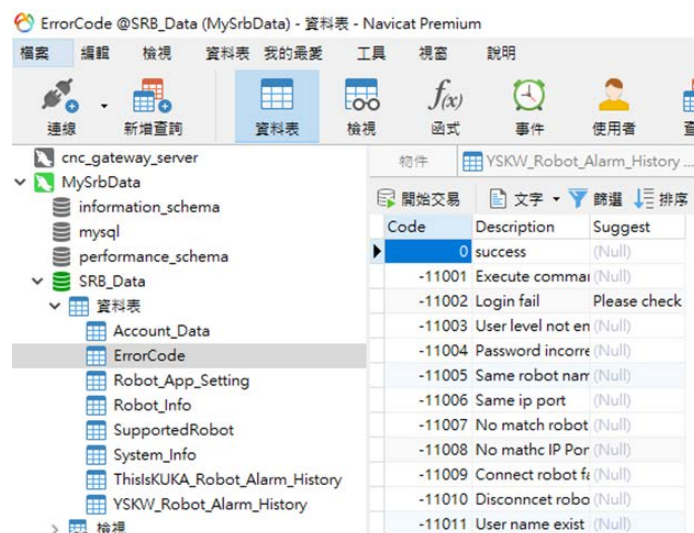 ErrorCode @SRB_Data (MySrbData) - 資料表 - Navicat Premium
檔案 編輯 檢視 資料表 我的最愛 工具 視窗 說明
連線 新增查詢 資料表 檢視 函式 事件 使用者
f(x)
cnc_gateway_server
MySrbData
information_schema
mysql
performance_schema
SRB_Data
資料表
Account_Data
ErrorCode
Robot_App_Setting
Robot_Info
SupportedRobot
System_Info
ThisIsKUKA_Robot_Alarm_History
YSKW_Robot_Alarm_History
檢視
物件 YSKW_Robot_Alarm_History ...
開始交易 文字 篩選 排序
Code Description Suggest
0 success (Null)
-11001 Execute comma (Null)
-11002 Login fail Please check
-11003 User level not en (Null)
-11004 Password incorre (Null)
-11005 Same robot nam (Null)
-11006 Same ip port (Null)
-11007 No match robot (Null)
-11008 No mathc IP Por (Null)
-11009 Connect robot fa (Null)
-11010 Disconncet robo (Null)
-11011 User name exist (Null)